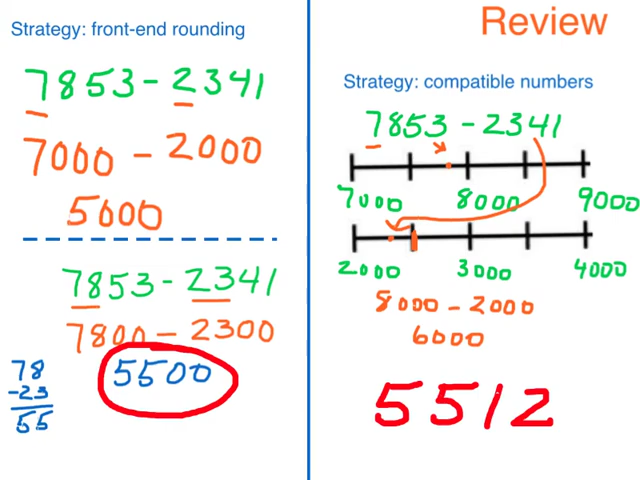 Strategy: front-end rounding
7853 - 2341
7000 - 2000
5000
7853 - 2341
7800 - 2300
5500
78
-23
55
Review
Strategy: compatible numbers
7853 - 2341
7000 8000 9000
2000 3000 4000
8000 - 2000
6000
5512